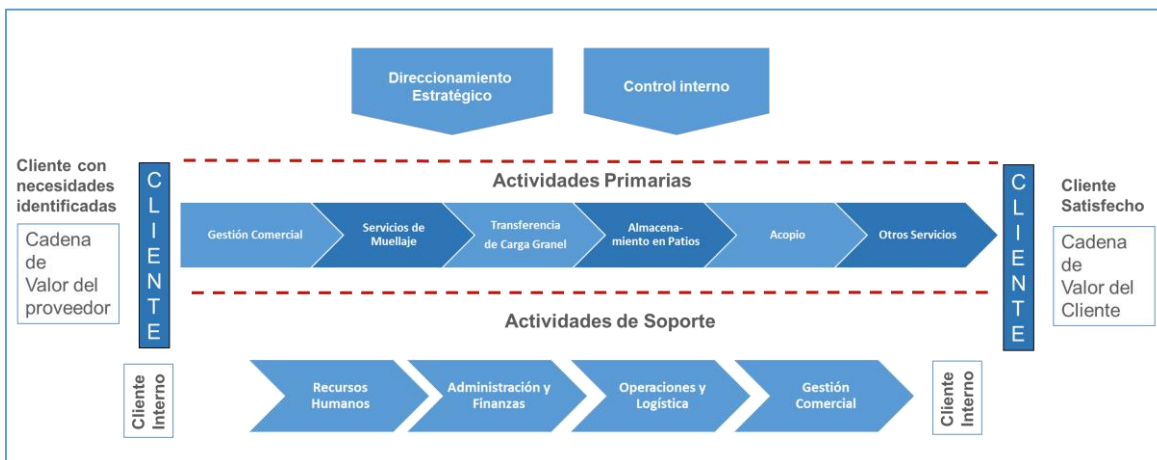 Direccionamiento
Estratégico
Control interno
Cliente con
necesidades
identificadas
Cadena
de
Valor del
proveedor
CLIENTE
Actividades Primarias
Gestión Comercial
Servicios de
Muellaje
Transferencia
de Carga Granel
Almacena-
miento en Patios
Acopio
Otros Servicios
CLIENTE
Cliente
Satisfecho
Cadena
de
Valor del
Cliente
Actividades de Soporte
Cliente
Interno
Recursos
Humanos
Administración y
Finanzas
Operaciones y
Logística
Gestión
Comercial
Cliente
Interno